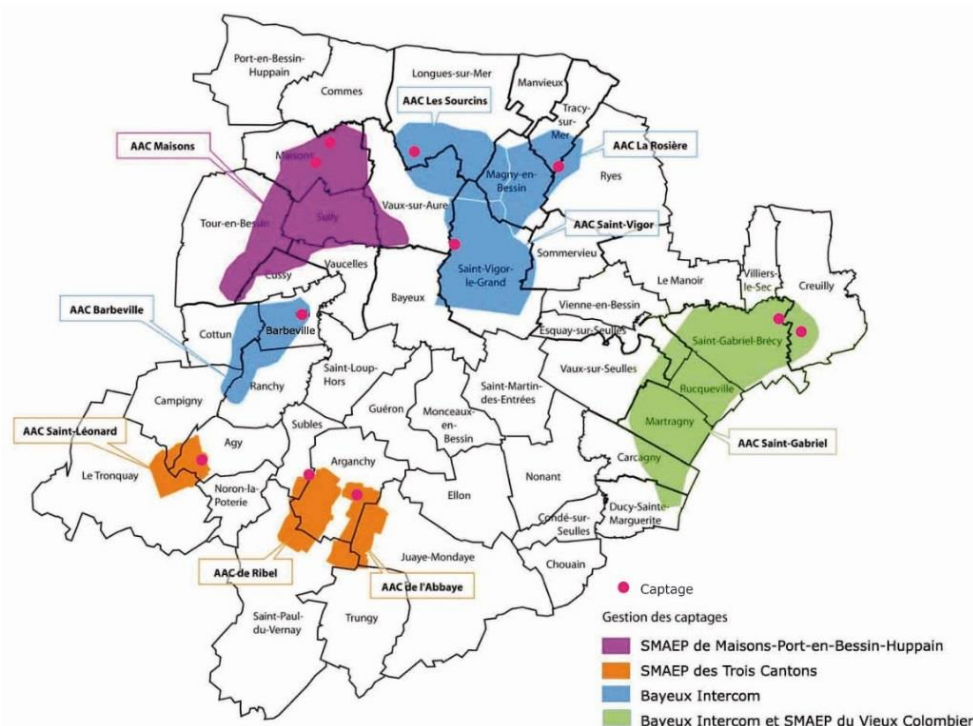 Port-en-Bessin-
Huppain
Commes
Longues-sur-Mer
Manvieux
Tracy-
sur-
Mer
AAC Les Sourcins
AAC Maisons
Maisons
AAC La Rosière
Magny-en-
Bessin
Ryes
Tour-en-Bessin
Sully
Vaux-sur-Aure
AAC Saint-Vigor
Sommervieu
Cussy
Vaucelles
Saint-Vigor-
le-Grand
Le Manoir
Villiers-
le-Sec
Creuilly
AAC Barbeville
Bayeux
Vienne-en-Bessin
Cottun
Barbeville
Esquay-sur-Seulles
Saint-Gabriel-Brécy
Ranchy
Saint-Loup-
Hors
Vaux-sur-Seulles
Rucqueville
Campigny
Saint-Martin-
des-Entrées
Guéron
Monceaux-
en-
Bessin
Martragny
AAC Saint-Léonard
Subles
AAC Saint-Gabriel
Agy
Carcagny
Le Tronquay
Arganchy
Noron-la-
Poterie
Ellon
Nonant
Ducy-Sainte-
Marguerite
Condé-sur-
Seulles
Juaye-Mondaye
Chouain
AAC de Ribel
AAC de l'Abbaye
Saint-Paul-
du-Vernay
Trungy
Captage
Gestion des captages
SMAEP de Maisons-Port-en-Bessin-Huppain
SMAEP des Trois Cantons
Bayeux Intercom
Bayeux Intercom et SMAEP du Vieux Colombier